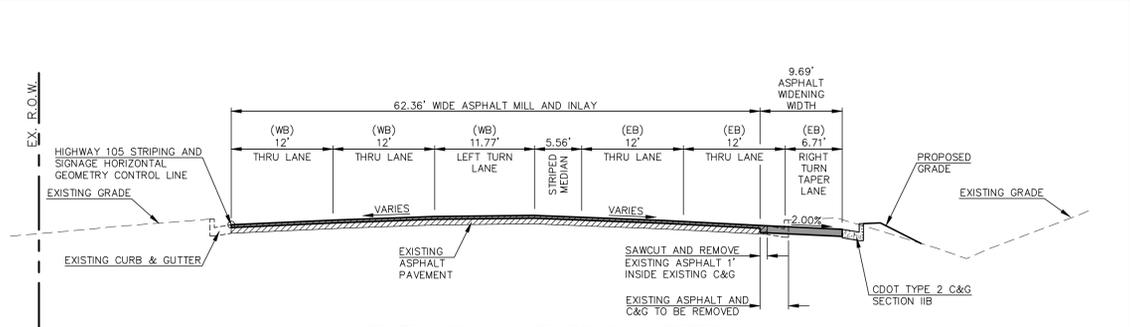 EX. R.O.W.
9.69'
ASPHALT
WIDENING
WIDTH
62.36' WIDE ASPHALT MILL AND INLAY
(WB)
12'
THRU LANE
(WB)
12'
THRU LANE
(WB)
11.77'
LEFT TURN
LANE
5.56'
STRIPED
MEDIAN
(EB)
12'
THRU LANE
(EB)
12'
THRU LANE
(EB)
6.71'
RIGHT
TURN
TAPER
LANE
HIGHWAY 105 STRIPING AND
SIGNAGE HORIZONTAL
GEOMETRY CONTROL LINE
EXISTING GRADE
PROPOSED
GRADE
EXISTING GRADE
VARIES
VARIES
2.00%
EXISTING CURB & GUTTER
EXISTING
ASPHALT
PAVEMENT
SAWCUT AND REMOVE
EXISTING ASPHALT 1'
INSIDE EXISTING C&G
EXISTING ASPHALT AND
C&G TO BE REMOVED
CDOT TYPE 2 C&G
SECTION IIB